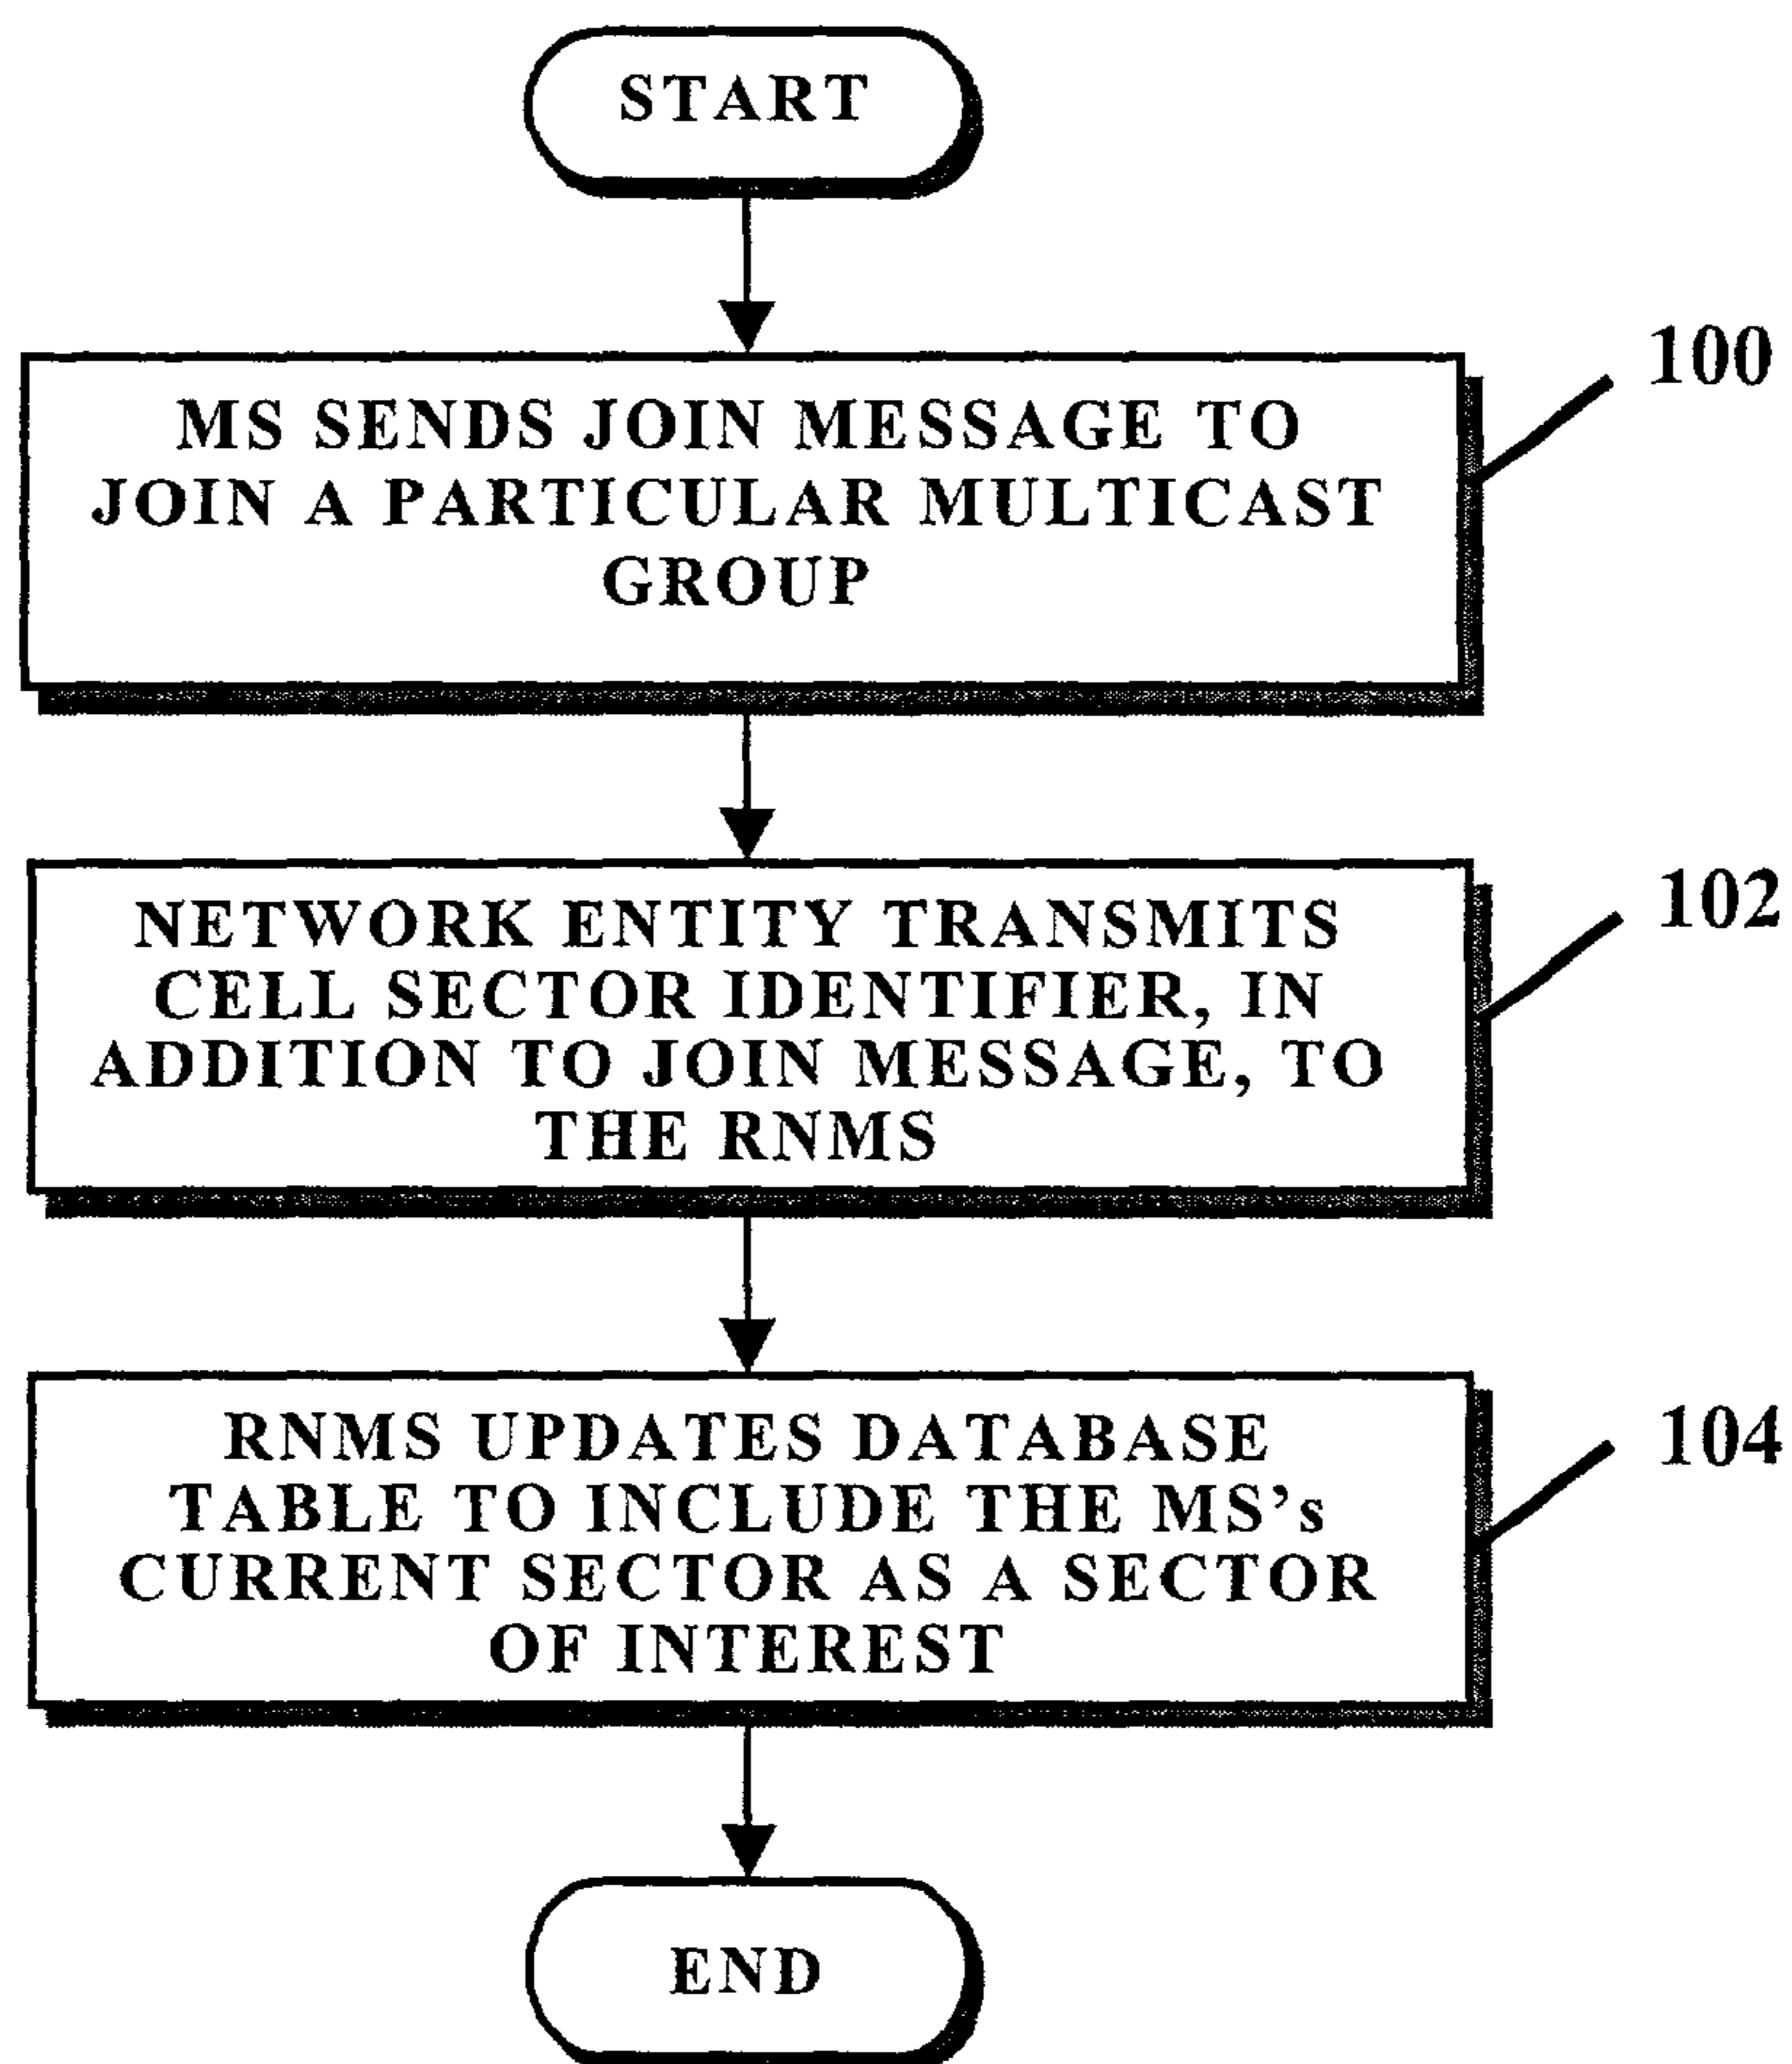 START
100
MS SENDS JOIN MESSAGE TO
JOIN A PARTICULAR MULTICAST
GROUP
102
NETWORK ENTITY TRANSMITS
CELL SECTOR IDENTIFIER, IN
ADDITION TO JOIN MESSAGE, TO
THE RNMS
104
RNMS UPDATES DATABASE
TABLE TO INCLUDE THE MS's
CURRENT SECTOR AS A SECTOR
OF INTEREST
END